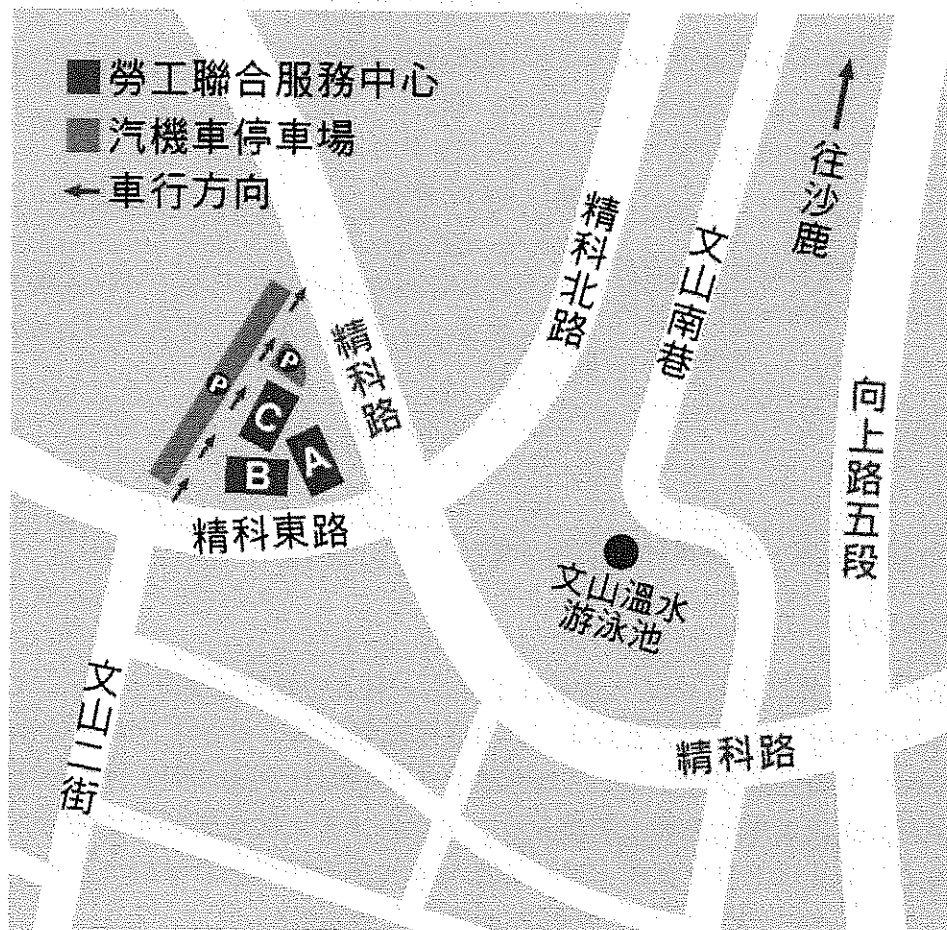 勞工聯合服務中心
汽機車停車場
車行方向
往沙鹿
精科北路
文山南巷
精科路
向上路五段
P
P
C
A
B
精科東路
文山溫水
游泳池
文山二街
精科路